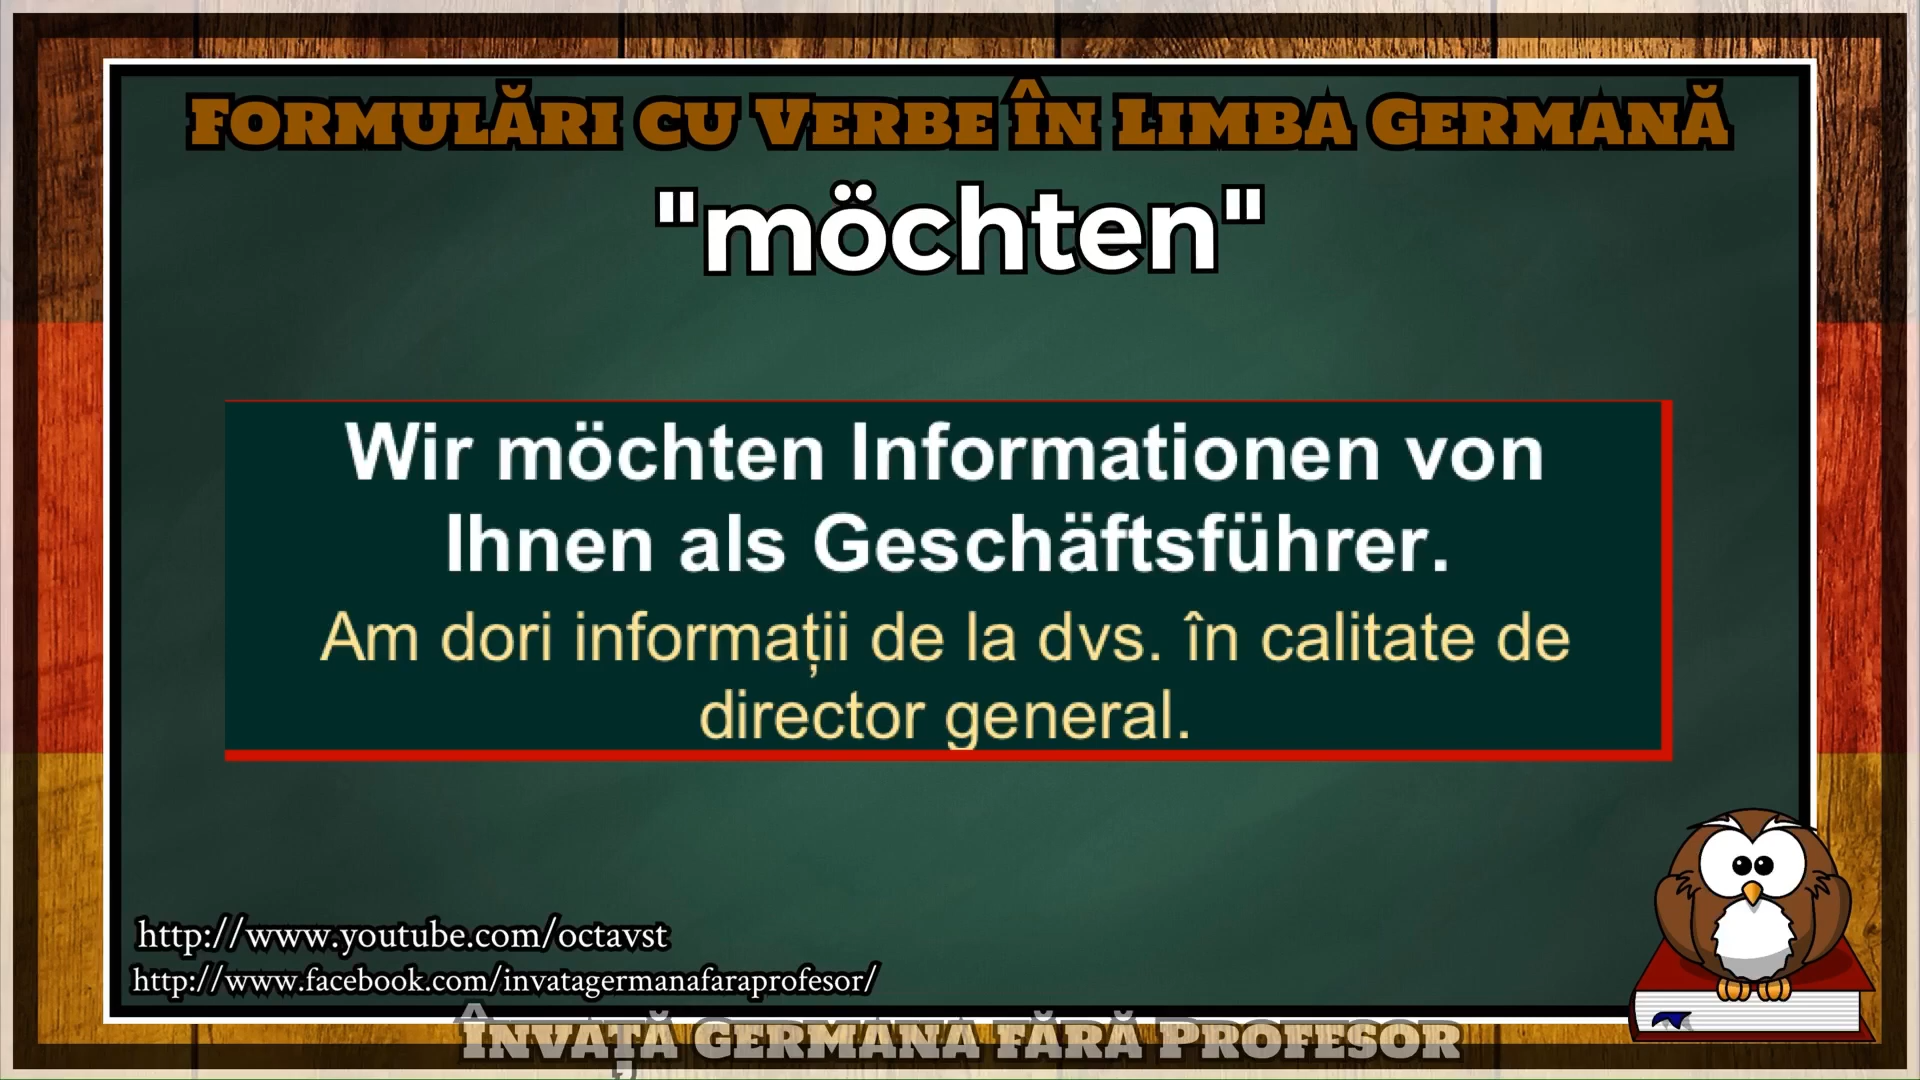 Formulări cu Verbe în Limba Germană
"möchten"
Wir möchten Informationen von
Ihnen als Geschäftsführer.
Am dori informații de la dvs. în calitate de
director general.
http://www.youtube.com/octavst
http://www.facebook.com/invatagermanafaraprofesor/
Învață Germana fără Profesor